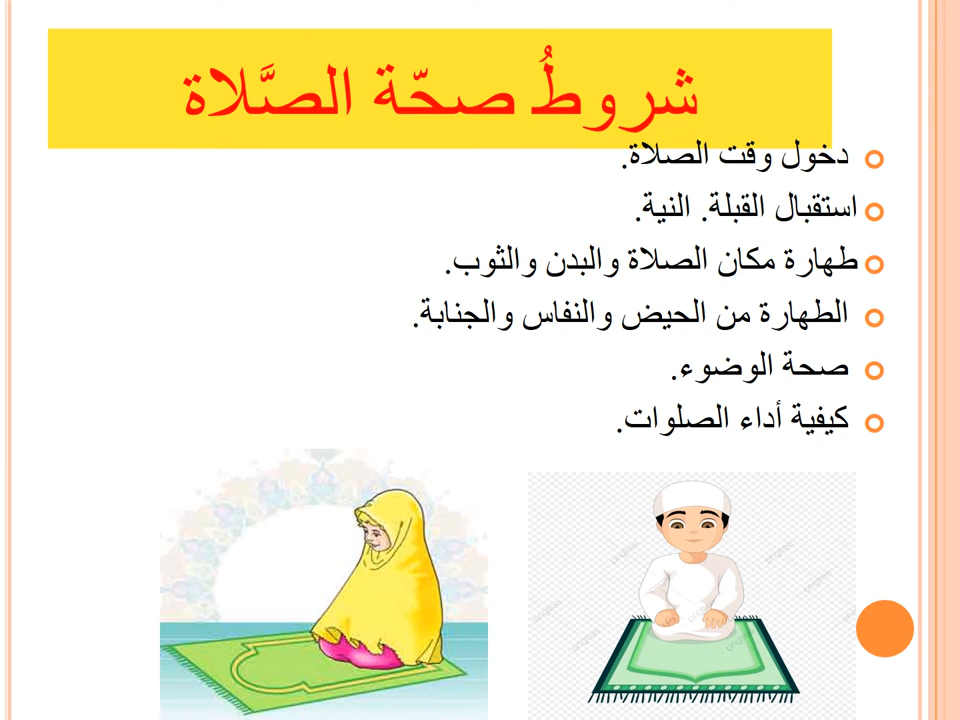 شروطُ صحّة الصَّلاة
دخول وقت الصلاة.
استقبال القبلة. النية.
طهارة مكان الصلاة والبدن والثوب.
الطهارة من الحيض والنفاس والجنابة.
صحة الوضوء.
كيفية أداء الصلوات.